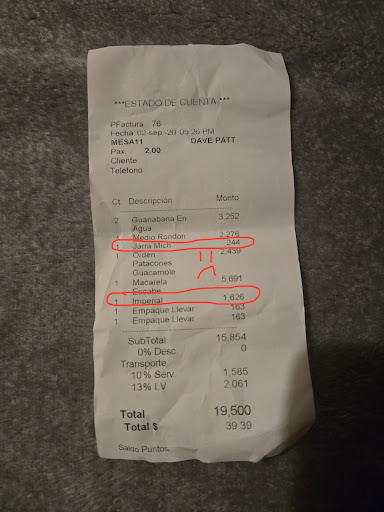 ***ESTADO DE CUENTA ***
PFactura 76
Fecha: 02-sep.-20 05:26 PM
MESA11 DAVE PATT
Pax: 2.00
Cliente
Teléfono:
Ct Descripción Monto
2 Guanabana En Agua 3,252
1 Medio Rondon 2,276
1 Jarra Mich 244
1 Orden Patacones Guacamole 2,439
1 Macarela Escabe 5,691
1 Imperial 1,626
1 Empaque Llevar 163
1 Empaque Llevar 163
SubTotal 15,854
0% Desc. 0
Transporte
10% Serv. 1,585
13% I.V 2,061
Total 19,500
Total $ 39.39
Saldo Puntos: